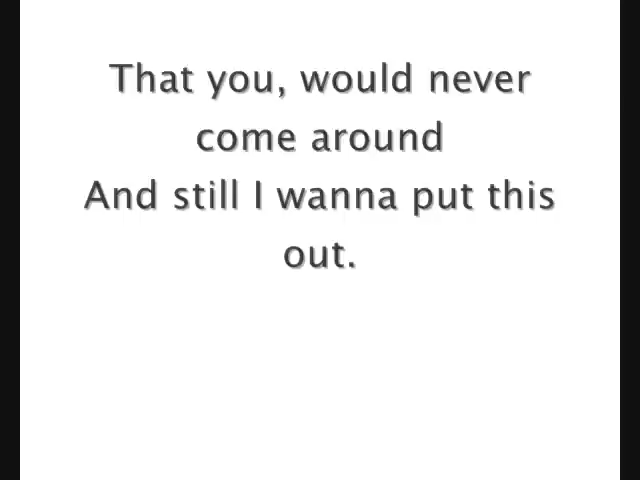 That you, would never
come around
And still I wanna put this
out.